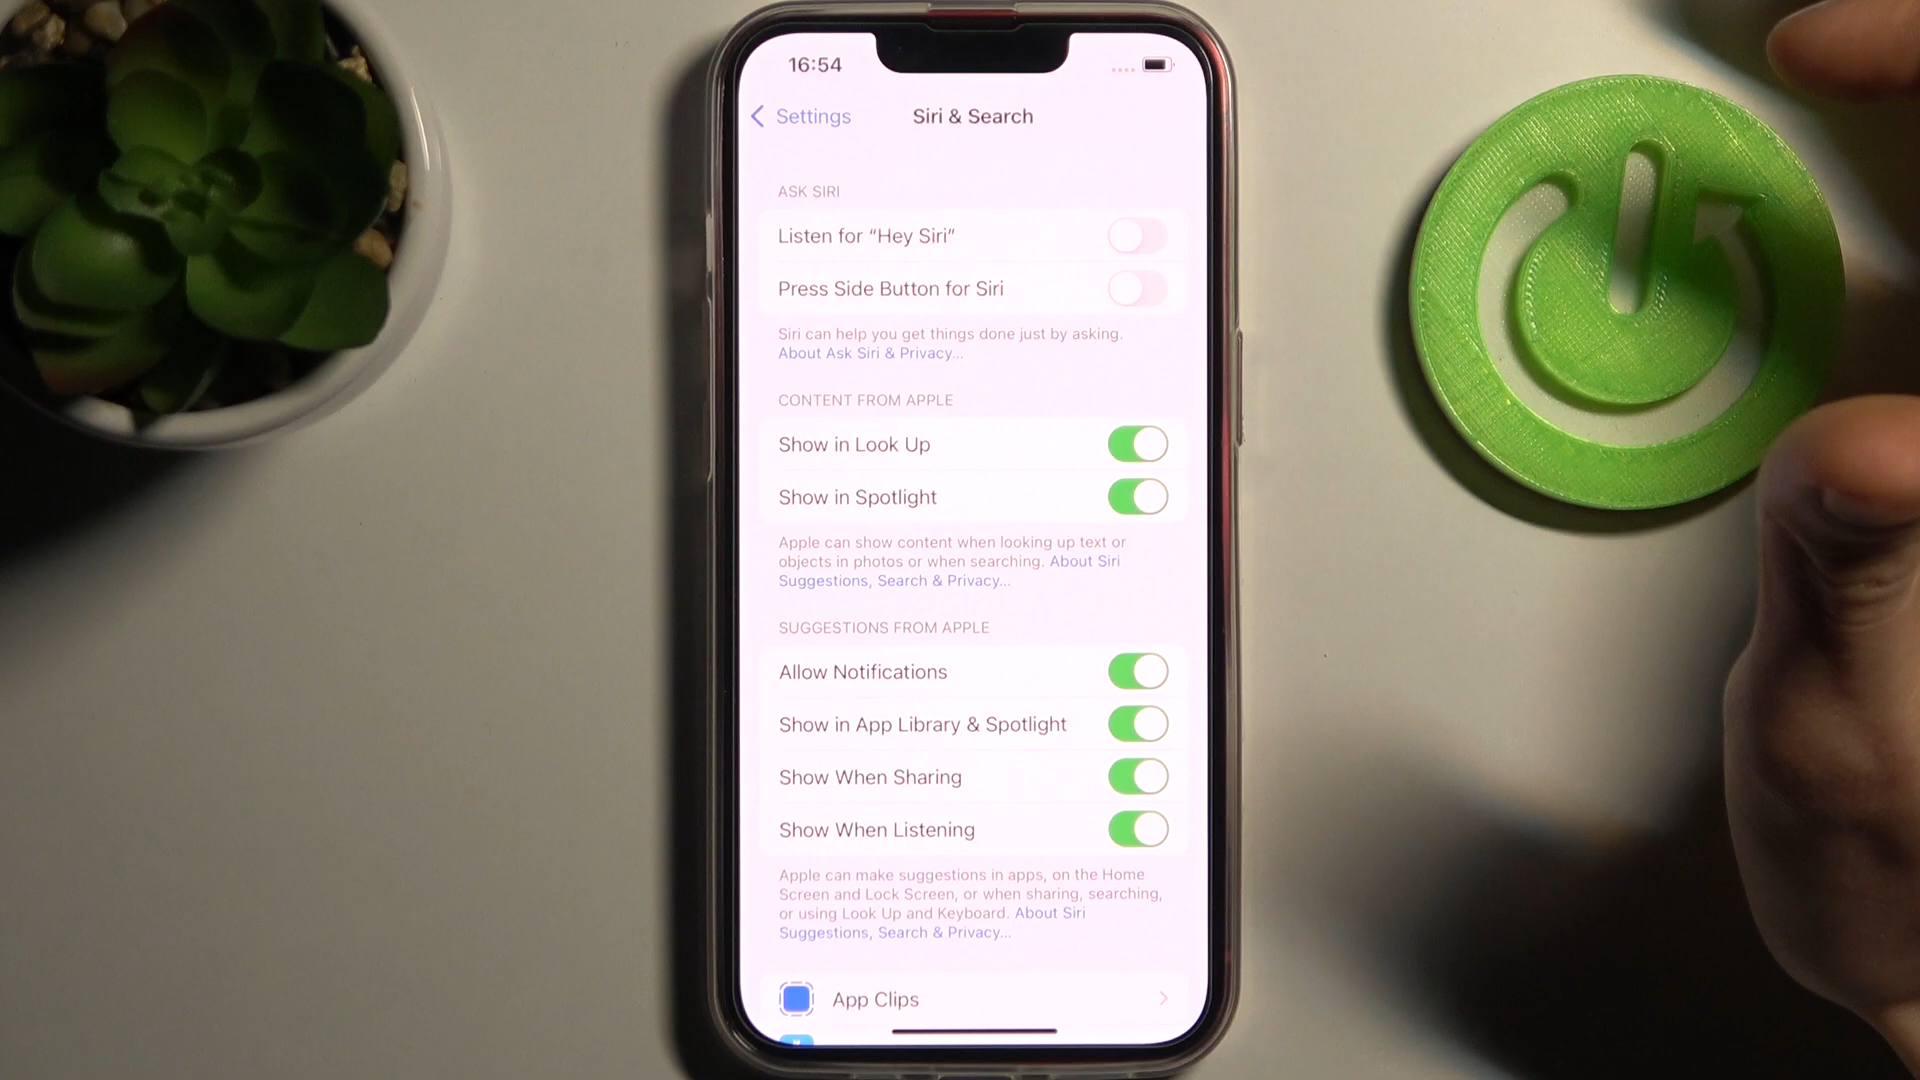 16:54
Settings
Siri & Search
ASK SIRI
Listen for “Hey Siri”
Press Side Button for Siri
Siri can help you get things done just by asking.
About Ask Siri & Privacy...
CONTENT FROM APPLE
Show in Look Up
Show in Spotlight
Apple can show content when looking up text or
objects in photos or when searching. About Siri
Suggestions, Search & Privacy...
SUGGESTIONS FROM APPLE
Allow Notifications
Show in App Library & Spotlight
Show When Sharing
Show When Listening
Apple can make suggestions in apps, on the Home
Screen and Lock Screen, or when sharing, searching,
or using Look Up and Keyboard. About Siri
Suggestions, Search & Privacy...
App Clips